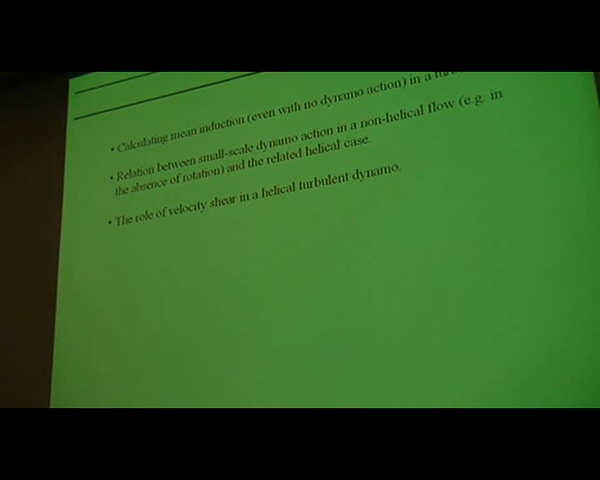 • Calculating mean induction (even with no dynamo action) in a
• Relation between small-scale dynamo action in a non-helical flow (e.g. in
the absence of rotation) and the related helical case.
• The role of velocity shear in a helical turbulent dynamo.